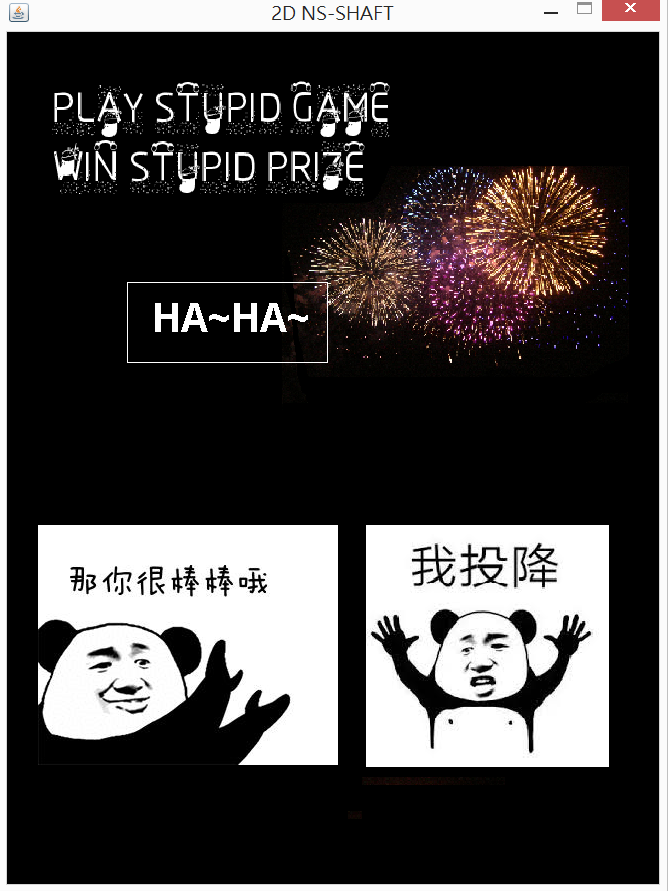 2D NS-SHAFT
PLAY STUPID GAME
WIN STUPID PRIZE
HA~HA~
那你很棒棒哦
我投降